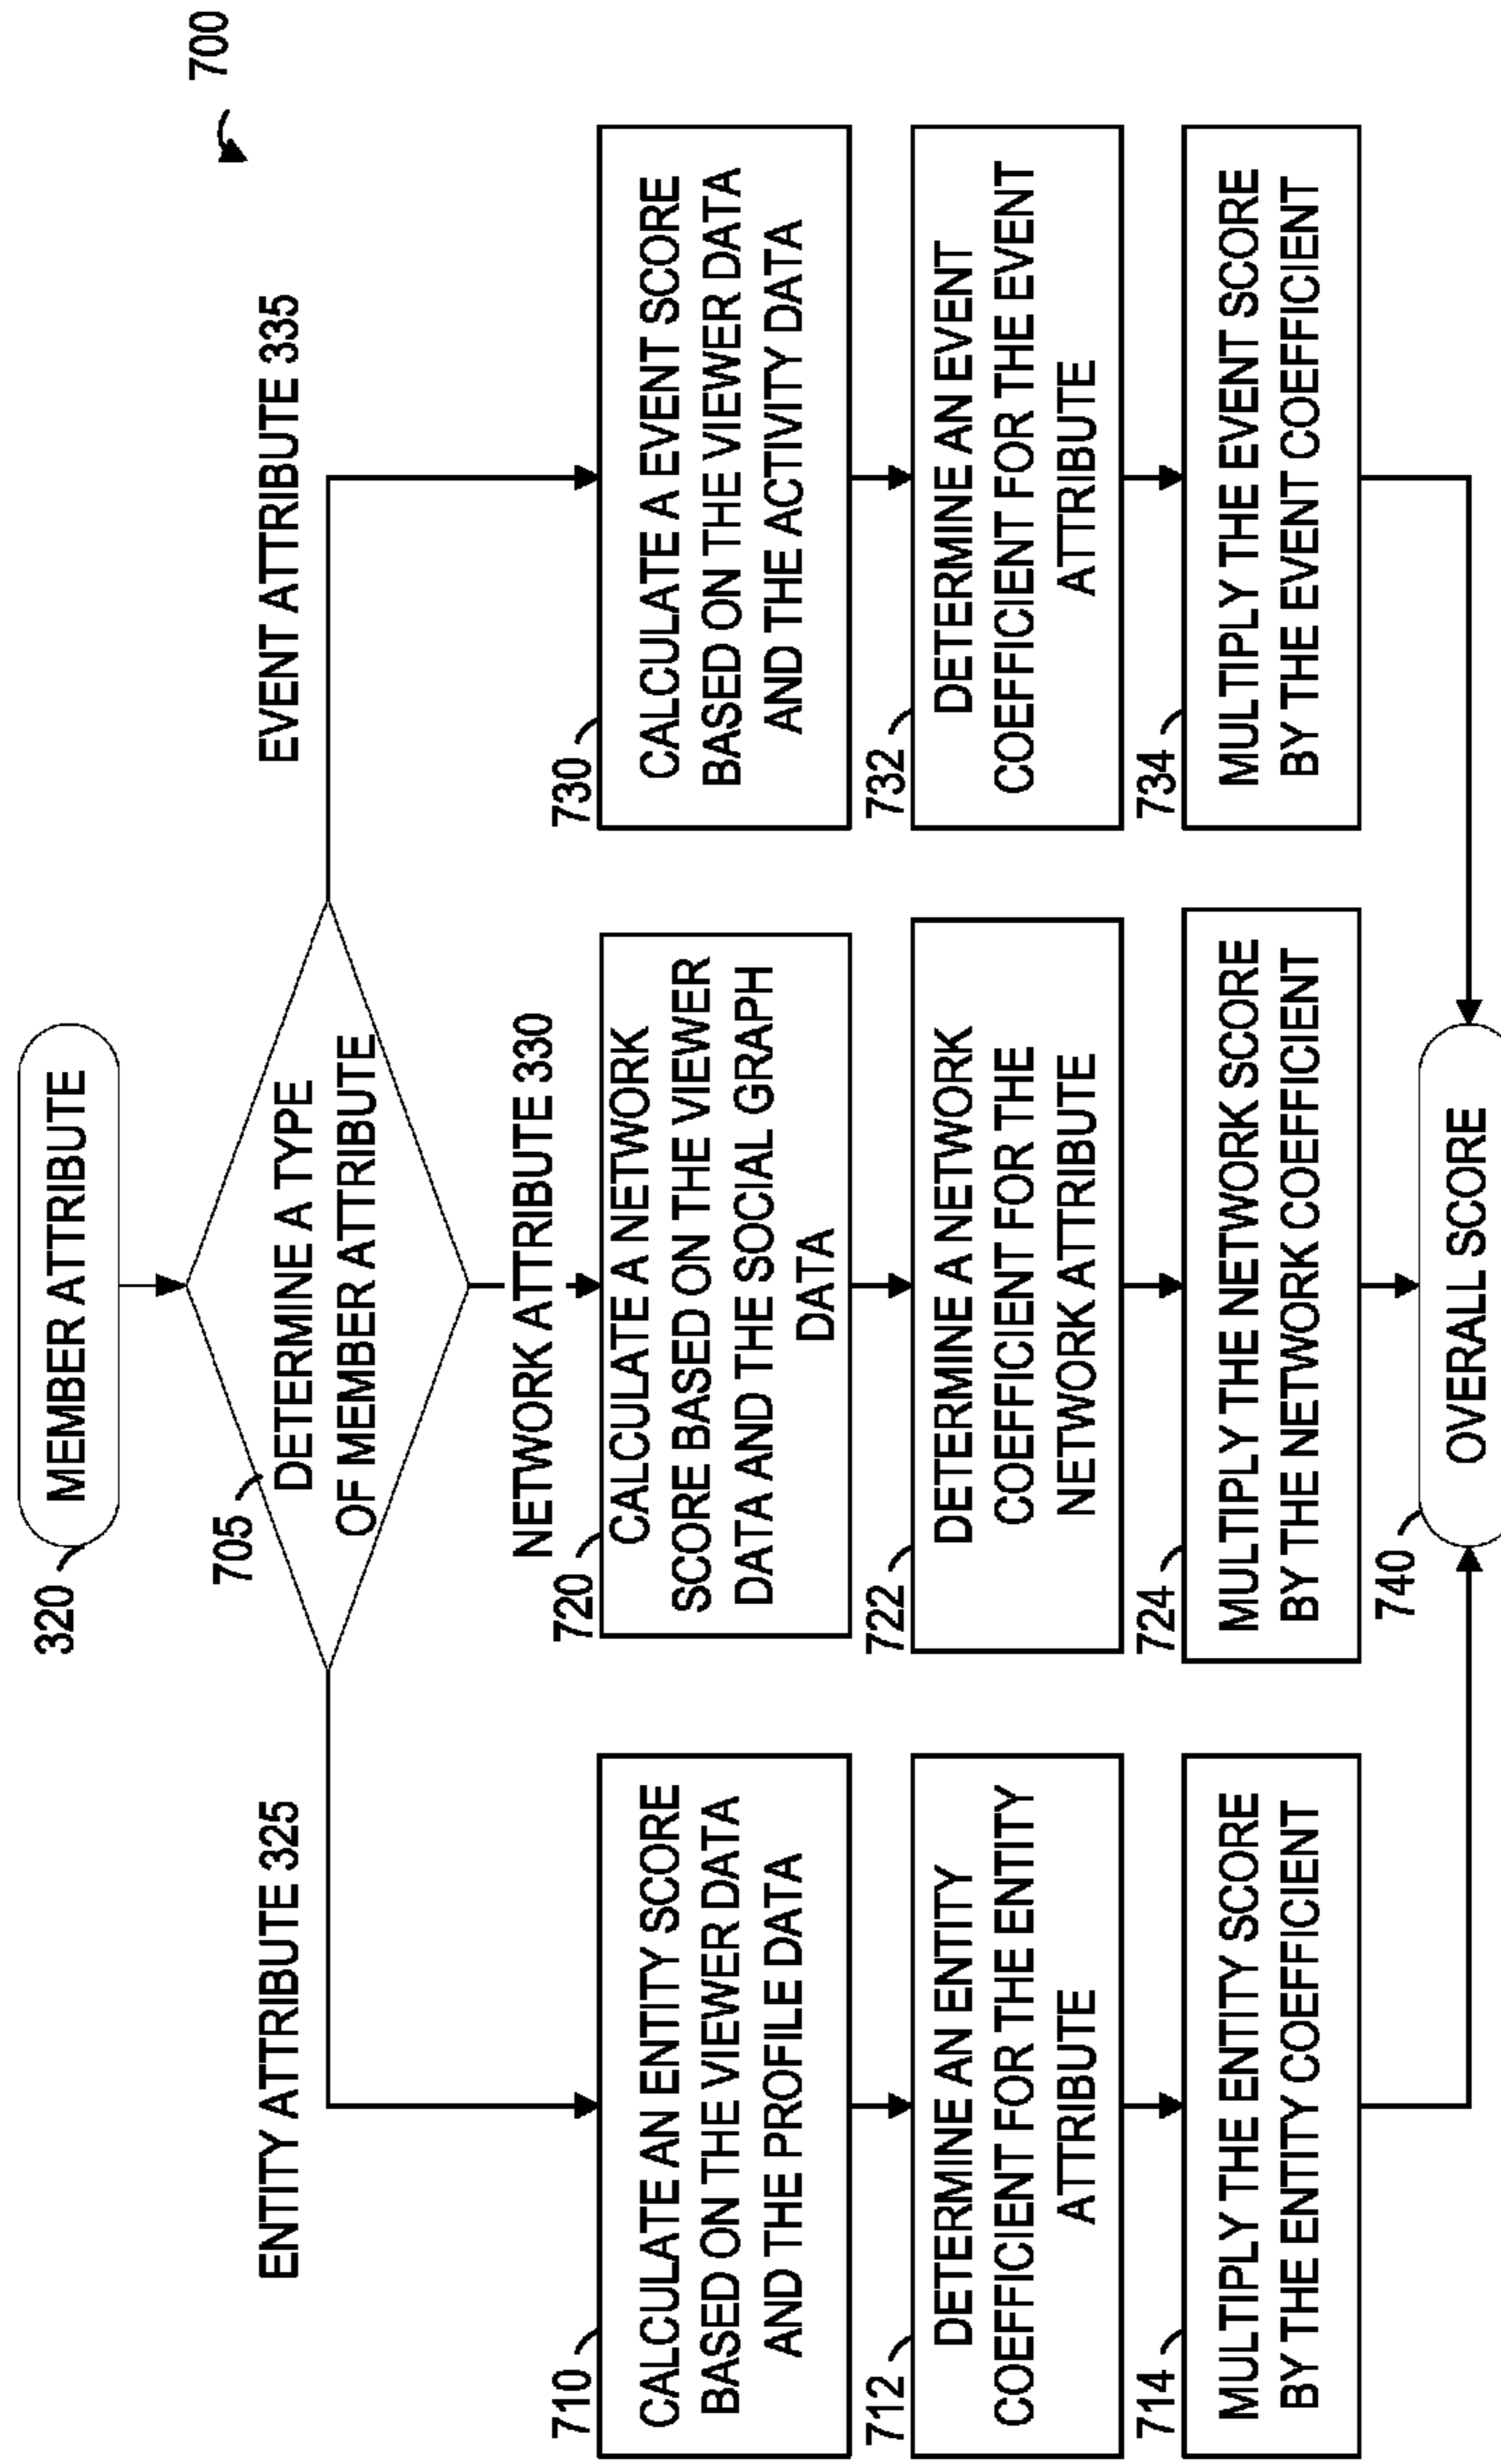 700
MEMBER ATTRIBUTE
320
705
DETERMINE A TYPE
OF MEMBER ATTRIBUTE
ENTITY ATTRIBUTE 325
NETWORK ATTRIBUTE 330
EVENT ATTRIBUTE 335
710
CALCULATE AN ENTITY SCORE
BASED ON THE VIEWER DATA
AND THE PROFILE DATA
712
DETERMINE AN ENTITY
COEFFICIENT FOR THE ENTITY
ATTRIBUTE
714
MULTIPLY THE ENTITY SCORE
BY THE ENTITY COEFFICIENT
720
CALCULATE A NETWORK
SCORE BASED ON THE VIEWER
DATA AND THE SOCIAL GRAPH
DATA
722
DETERMINE A NETWORK
COEFFICIENT FOR THE
NETWORK ATTRIBUTE
724
MULTIPLY THE NETWORK SCORE
BY THE NETWORK COEFFICIENT
730
CALCULATE A EVENT SCORE
BASED ON THE VIEWER DATA
AND THE ACTIVITY DATA
732
DETERMINE AN EVENT
COEFFICIENT FOR THE EVENT
ATTRIBUTE
734
MULTIPLY THE EVENT SCORE
BY THE EVENT COEFFICIENT
740
OVERALL SCORE